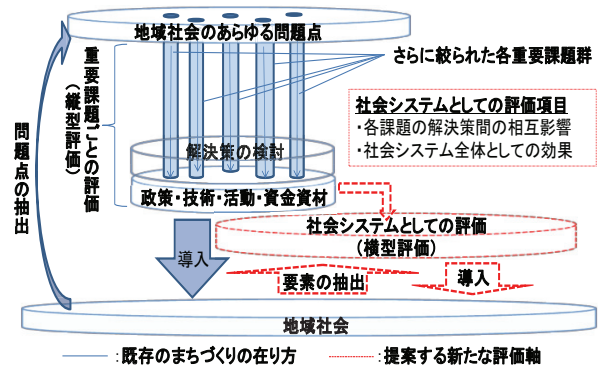 地域社会のあらゆる問題点
さらに絞られた各重要課題群
重要課題ごとの評価
（縦型評価）
問題点の抽出
社会システムとしての評価項目
・各課題の解決策間の相互影響
・社会システム全体としての効果
解決策の検討
政策・技術・活動・資金資材
社会システムとしての評価
（横型評価）
導入
要素の抽出
導入
地域社会
:既存のまちづくりの在り方
:提案する新たな評価軸